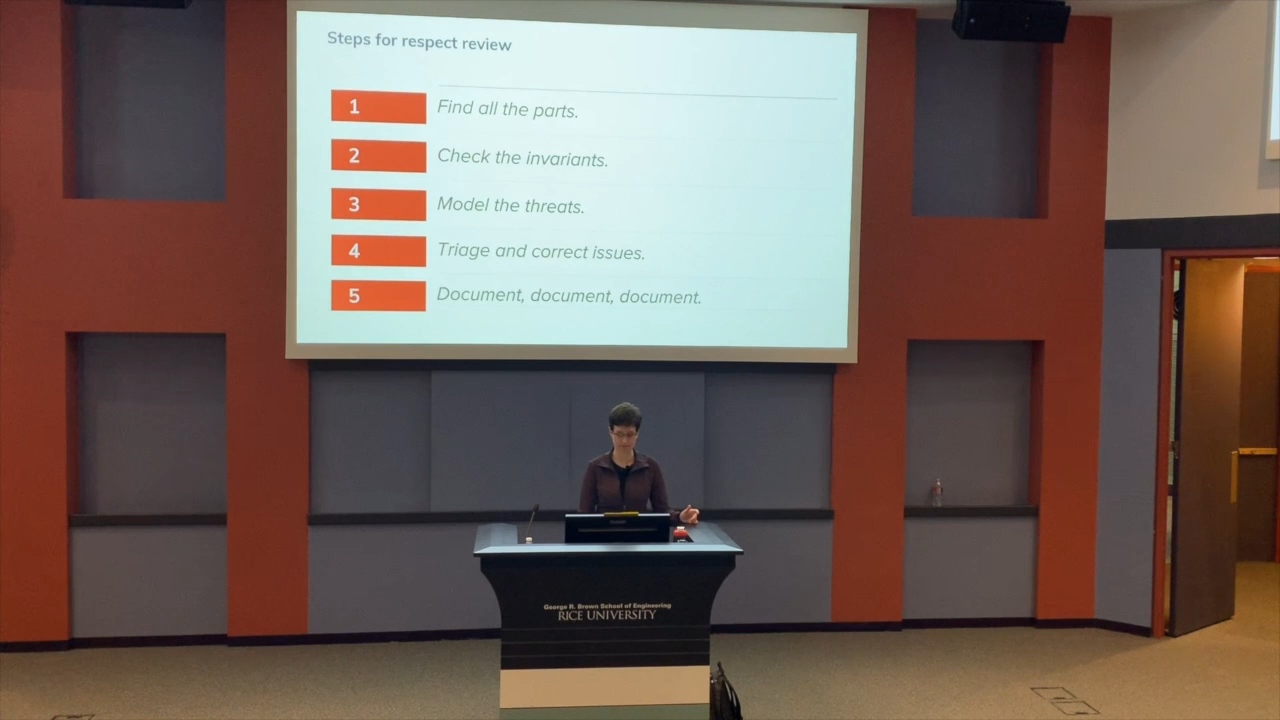 Steps for respect review
1 Find all the parts.
2 Check the invariants.
3 Model the threats.
4 Triage and correct issues.
5 Document, document, document.
George R. Brown School of Engineering
RICE UNIVERSITY